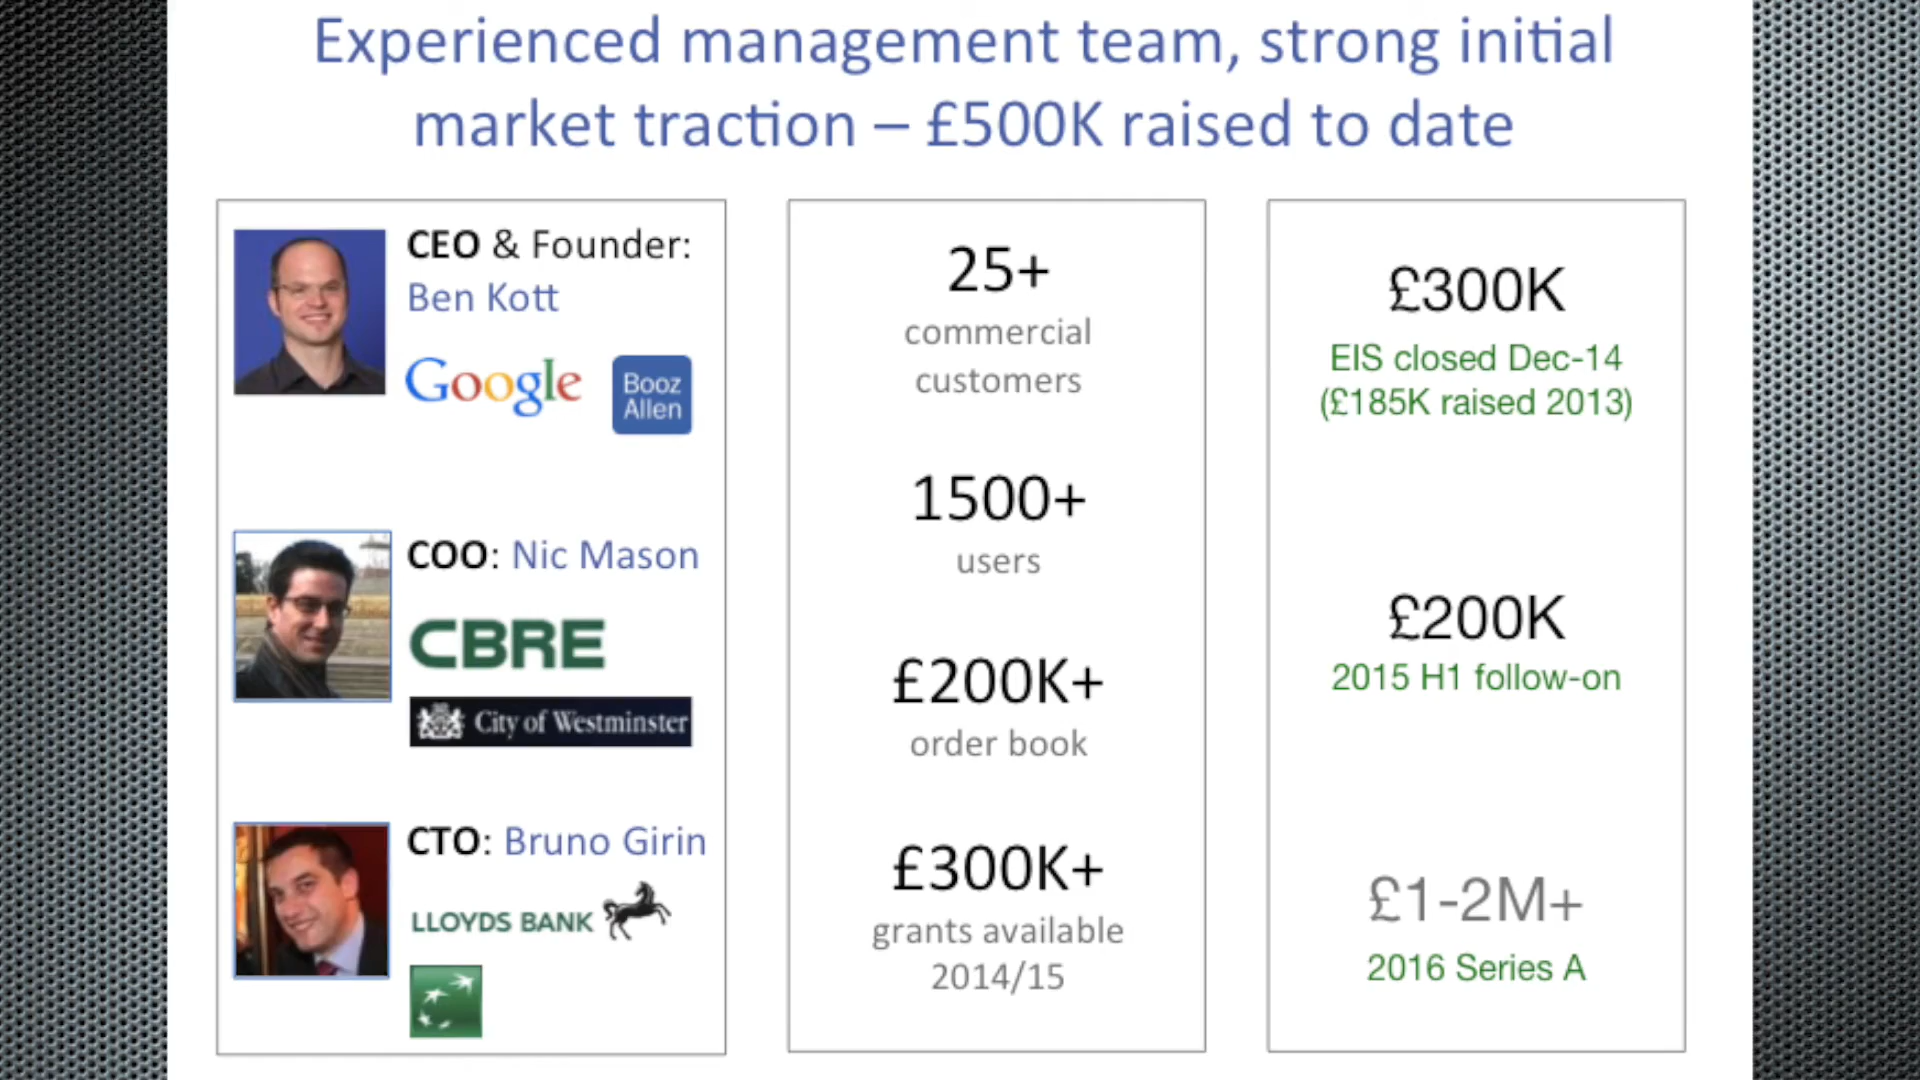 Experienced management team, strong initial
market traction – £500K raised to date
CEO & Founder:
Ben Kott
Google
Booz
Allen
COO: Nic Mason
CBRE
City of Westminster
CTO: Bruno Girin
LLOYDS BANK
25+
commercial
customers
1500+
users
£200K+
order book
£300K+
grants available
2014/15
£300K
EIS closed Dec-14
(£185K raised 2013)
£200K
2015 H1 follow-on
£1-2M+
2016 Series A